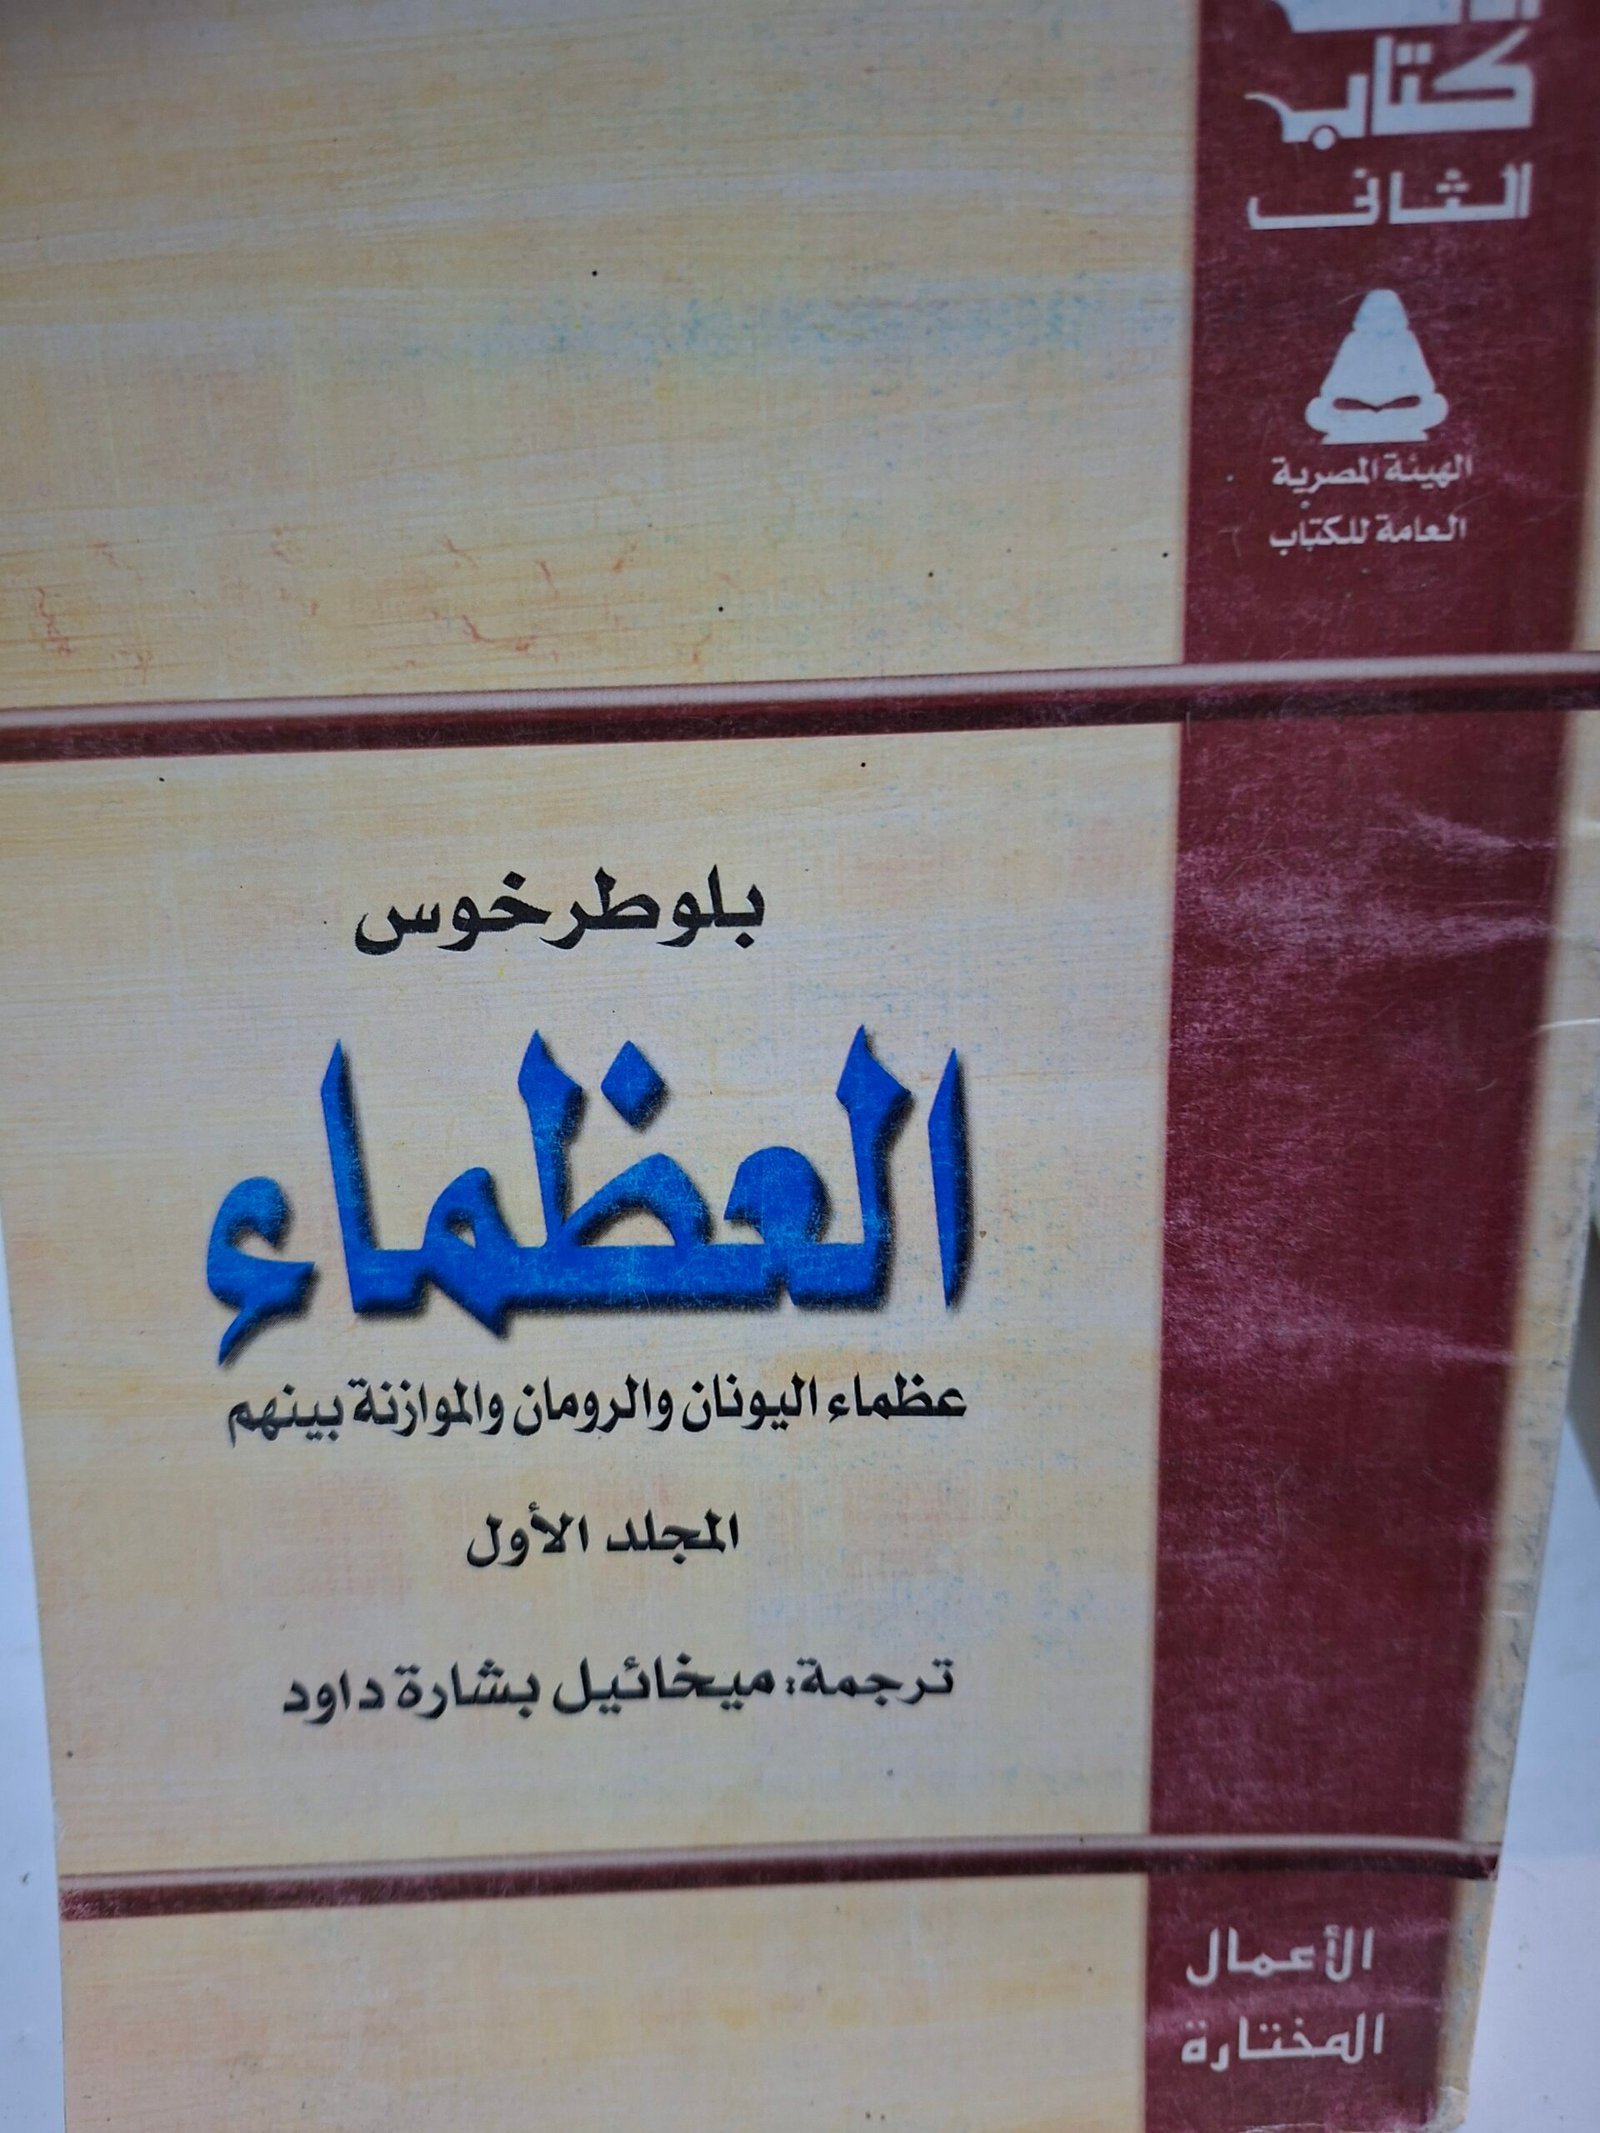 كتاب
الثانى
الهيئة المصرية
العامة للكتاب
بلوطرخوس
العظماء
عظماء اليونان والرومان والموازنة بينهم
المجلد الأول
ترجمة: ميخائيل بشارة داود
الأعمال
المختارة